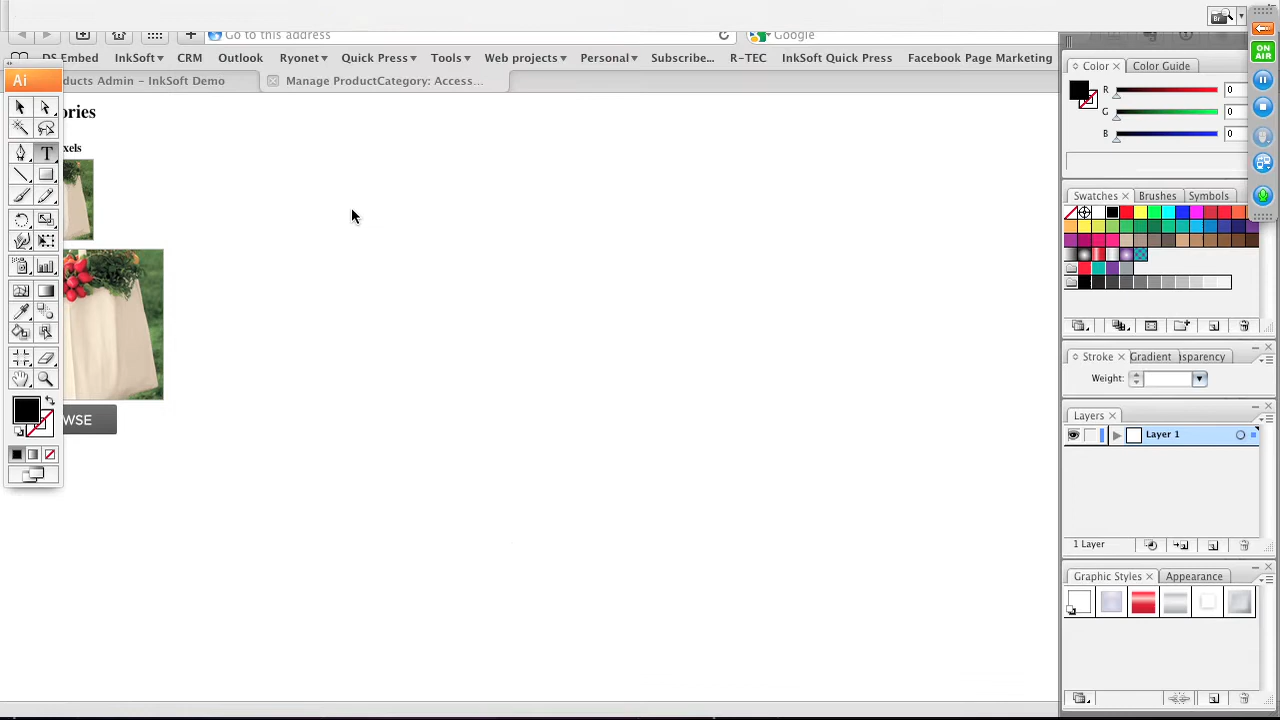 Br
Go to this address
Google
DS Embed InkSoft CRM Outlook Ryonet Quick Press Tools Web projects Personal Subscribe... R-TEC InkSoft Quick Press Facebook Page Marketing
ON AIR
Ai
ducts Admin – InkSoft Demo
Manage ProductCategory: Access...
Color Color Guide
R 0
G 0
B 0
ories
xels
T
WSE
Swatches Brushes Symbols
Stroke Gradient sparency
Weight:
Layers
Layer 1
1 Layer
Graphic Styles Appearance